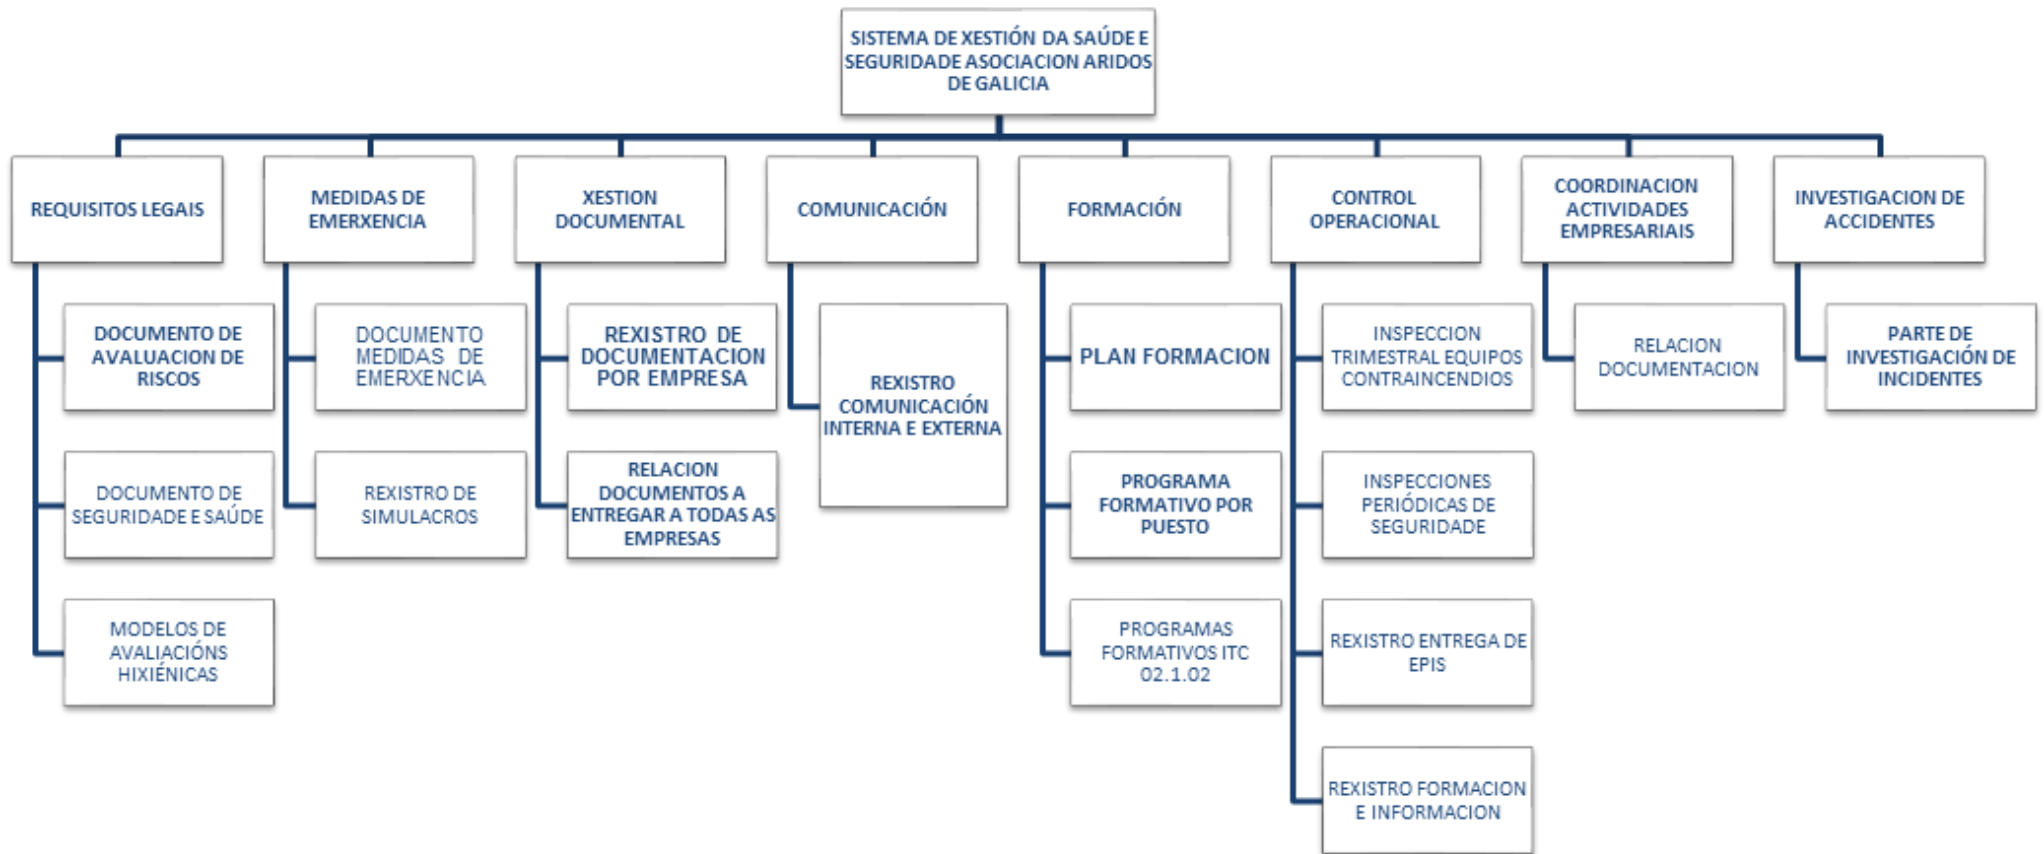 SISTEMA DE XESTIÓN DA SAÚDE E
SEGURIDADE ASOCIACION ARIDOS
DE GALICIA
REQUISITOS LEGAIS
MEDIDAS DE
EMERXENCIA
XESTION
DOCUMENTAL
COMUNICACIÓN
FORMACIÓN
CONTROL
OPERACIONAL
COORDINACION
ACTIVIDADES
EMPRESARIAIS
INVESTIGACION DE
ACCIDENTES
DOCUMENTO DE
AVALUACION DE
RISCOS
DOCUMENTO DE
SEGURIDADE E SAÚDE
MODELOS DE
AVALIACIÓNS
HIXIÉNICAS
DOCUMENTO
MEDIDAS DE
EMERXENCIA
REXISTRO DE
SIMULACROS
REXISTRO DE
DOCUMENTACION
POR EMPRESA
RELACION
DOCUMENTOS A
ENTREGAR A TODAS AS
EMPRESAS
REXISTRO
COMUNICACIÓN
INTERNA E EXTERNA
PLAN FORMACION
PROGRAMA
FORMATIVO POR
PUESTO
PROGRAMAS
FORMATIVOS ITC
02.1.02
INSPECCION
TRIMESTRAL EQUIPOS
CONTRAINCENDIOS
INSPECCIONES
PERIÓDICAS DE
SEGURIDADE
REXISTRO ENTREGA DE
EPIS
REXISTRO FORMACION
E INFORMACION
RELACION
DOCUMENTACION
PARTE DE
INVESTIGACIÓN DE
INCIDENTES